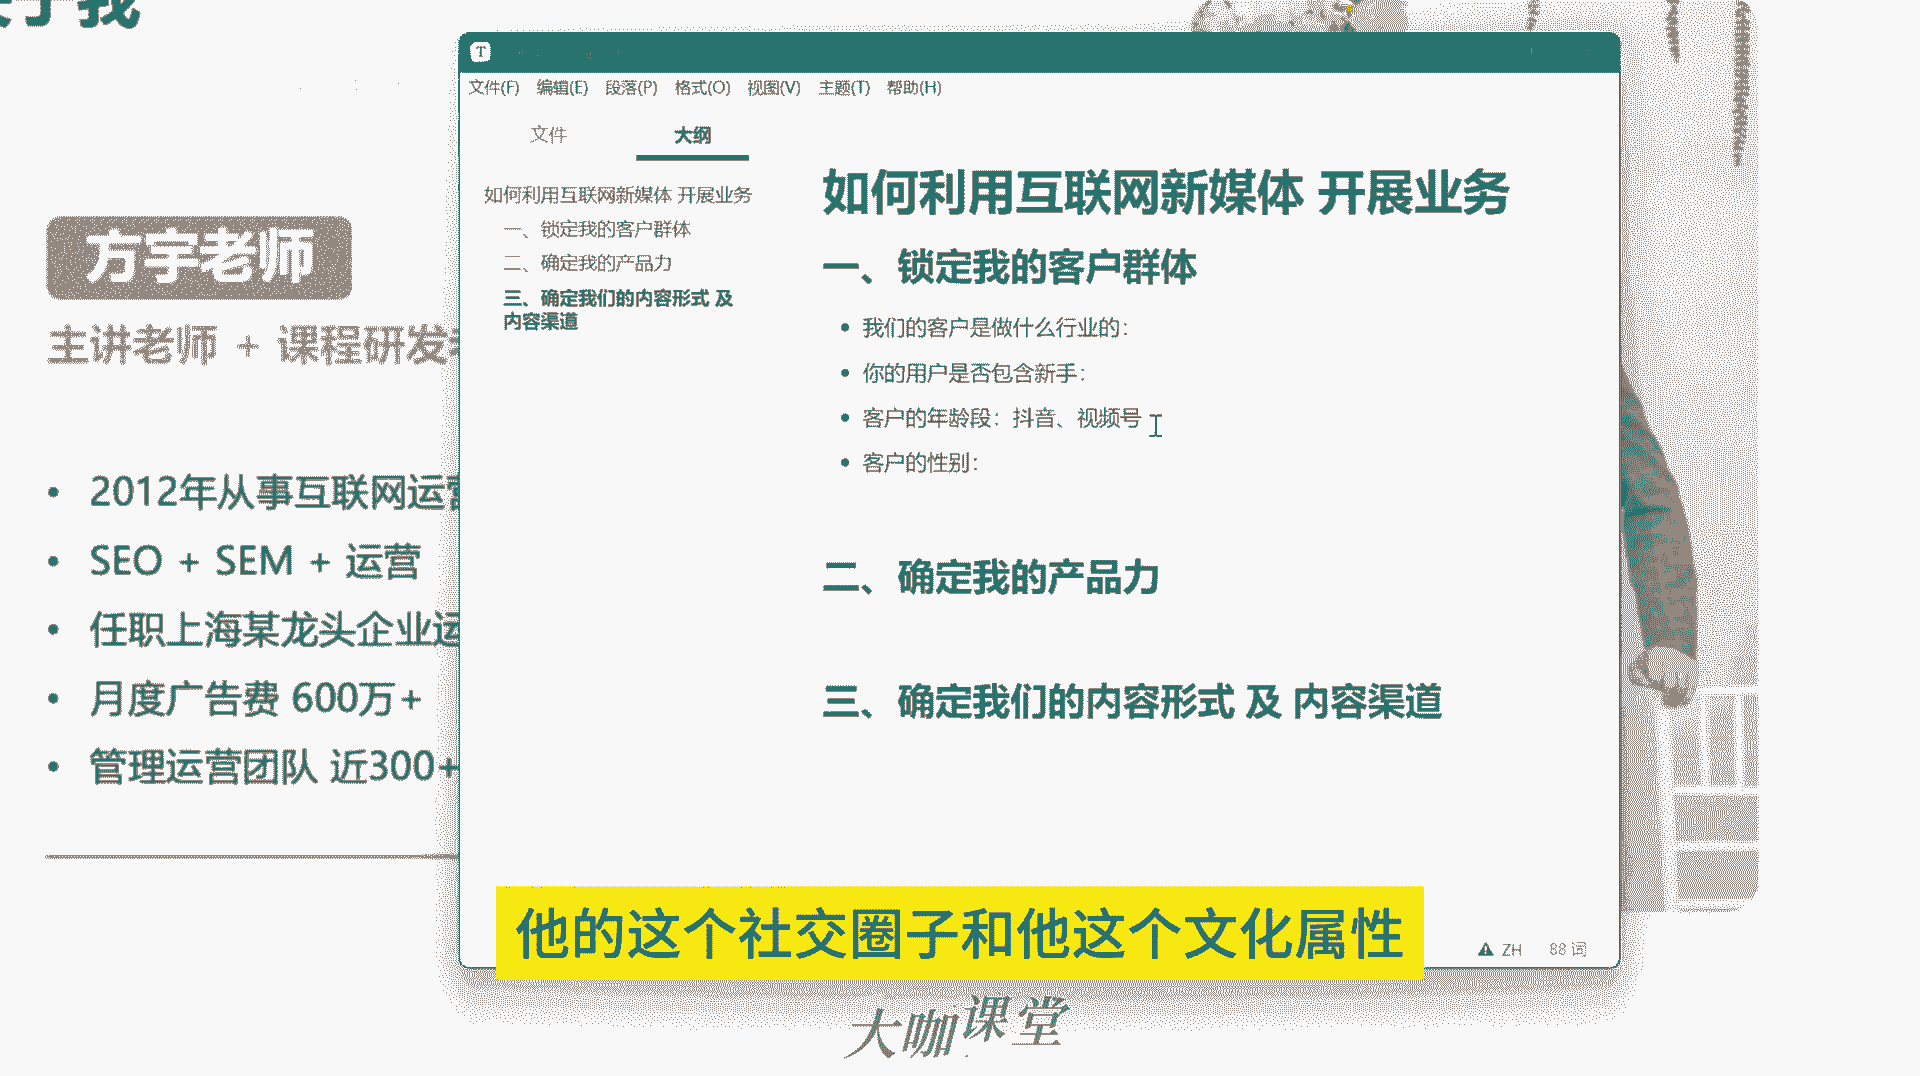 于我
方宇老师
主讲老师 + 课程研发
2012年从事互联网运营
SEO + SEM + 运营
任职上海某龙头企业运
月度广告费 600万+
管理运营团队 近300+
T
文件(F) 编辑(E) 段落(P) 格式(O) 视图(V) 主题(T) 帮助(H)
文件 大纲
如何利用互联网新媒体 开展业务
一、锁定我的客户群体
二、确定我的产品力
三、确定我们的内容形式 及
内容渠道
如何利用互联网新媒体 开展业务
一、锁定我的客户群体
我们的客户是做什么行业的：
你的用户是否包含新手：
客户的年龄段：抖音、视频号
客户的性别：
二、确定我的产品力
三、确定我们的内容形式 及 内容渠道
ZH 88 词
他的这个社交圈子和他这个文化属性
大咖课堂